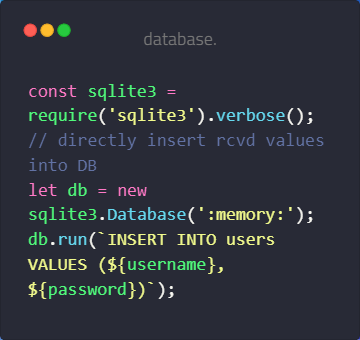 database.
const sqlite3 =
require('sqlite3').verbose();
// directly insert rcvd values
into DB
let db = new
sqlite3.Database(':memory:');
db.run(`INSERT INTO users
VALUES (${username},
${password})`);